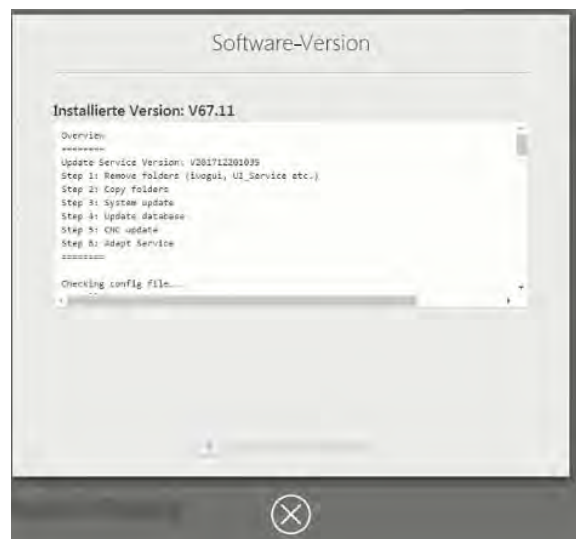 Software-Version
Installierte Version: V67.11
Overview
========
Update Service Version: V201712201035
Step 1: Remove folders (ivogui, UI_Service etc.)
Step 2: Copy folders
Step 3: System update
Step 4: Update database
Step 5: CNC update
Step 6: Adapt Service
========
Checking config file...